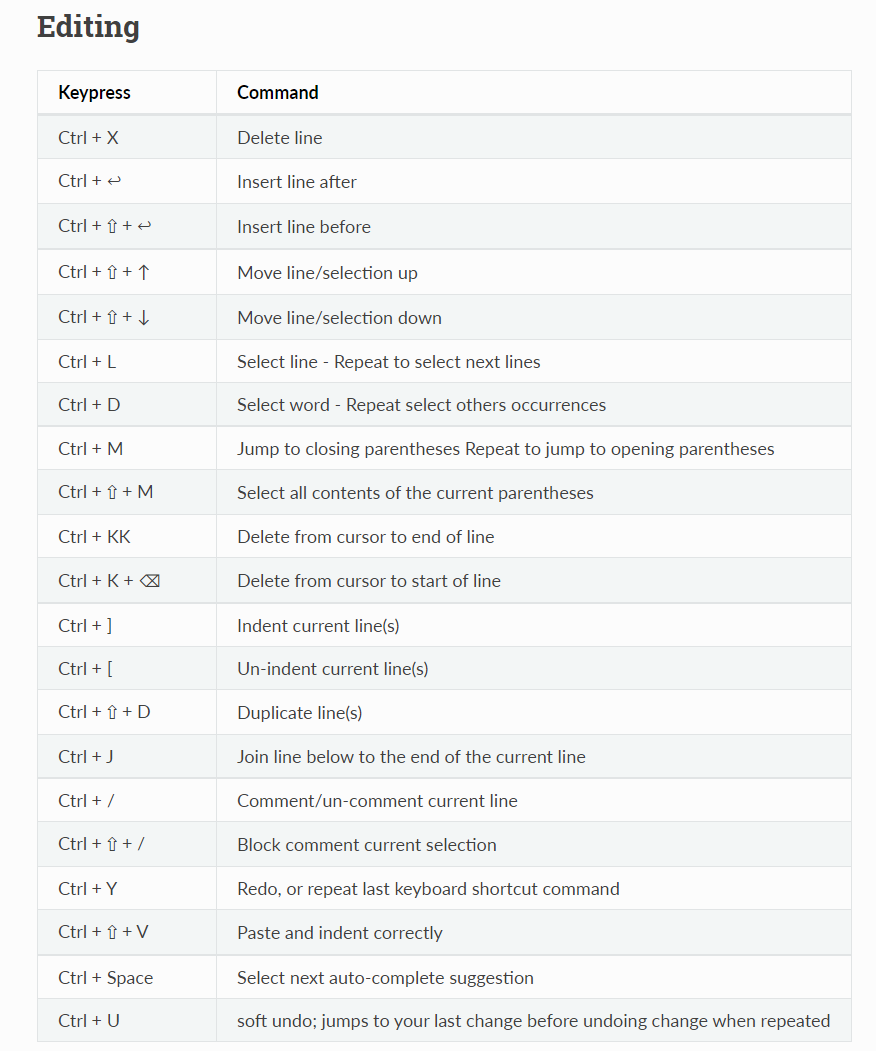 Editing
Keypress Command
Ctrl + X Delete line
Ctrl + ↩ Insert line after
Ctrl + ⇧ + ↩ Insert line before
Ctrl + ⇧ + ↑ Move line/selection up
Ctrl + ⇧ + ↓ Move line/selection down
Ctrl + L Select line - Repeat to select next lines
Ctrl + D Select word - Repeat select others occurrences
Ctrl + M Jump to closing parentheses Repeat to jump to opening parentheses
Ctrl + ⇧ + M Select all contents of the current parentheses
Ctrl + KK Delete from cursor to end of line
Ctrl + K + ⌫ Delete from cursor to start of line
Ctrl + ] Indent current line(s)
Ctrl + [ Un-indent current line(s)
Ctrl + ⇧ + D Duplicate line(s)
Ctrl + J Join line below to the end of the current line
Ctrl + / Comment/un-comment current line
Ctrl + ⇧ + / Block comment current selection
Ctrl + Y Redo, or repeat last keyboard shortcut command
Ctrl + ⇧ + V Paste and indent correctly
Ctrl + Space Select next auto-complete suggestion
Ctrl + U soft undo; jumps to your last change before undoing change when repeated